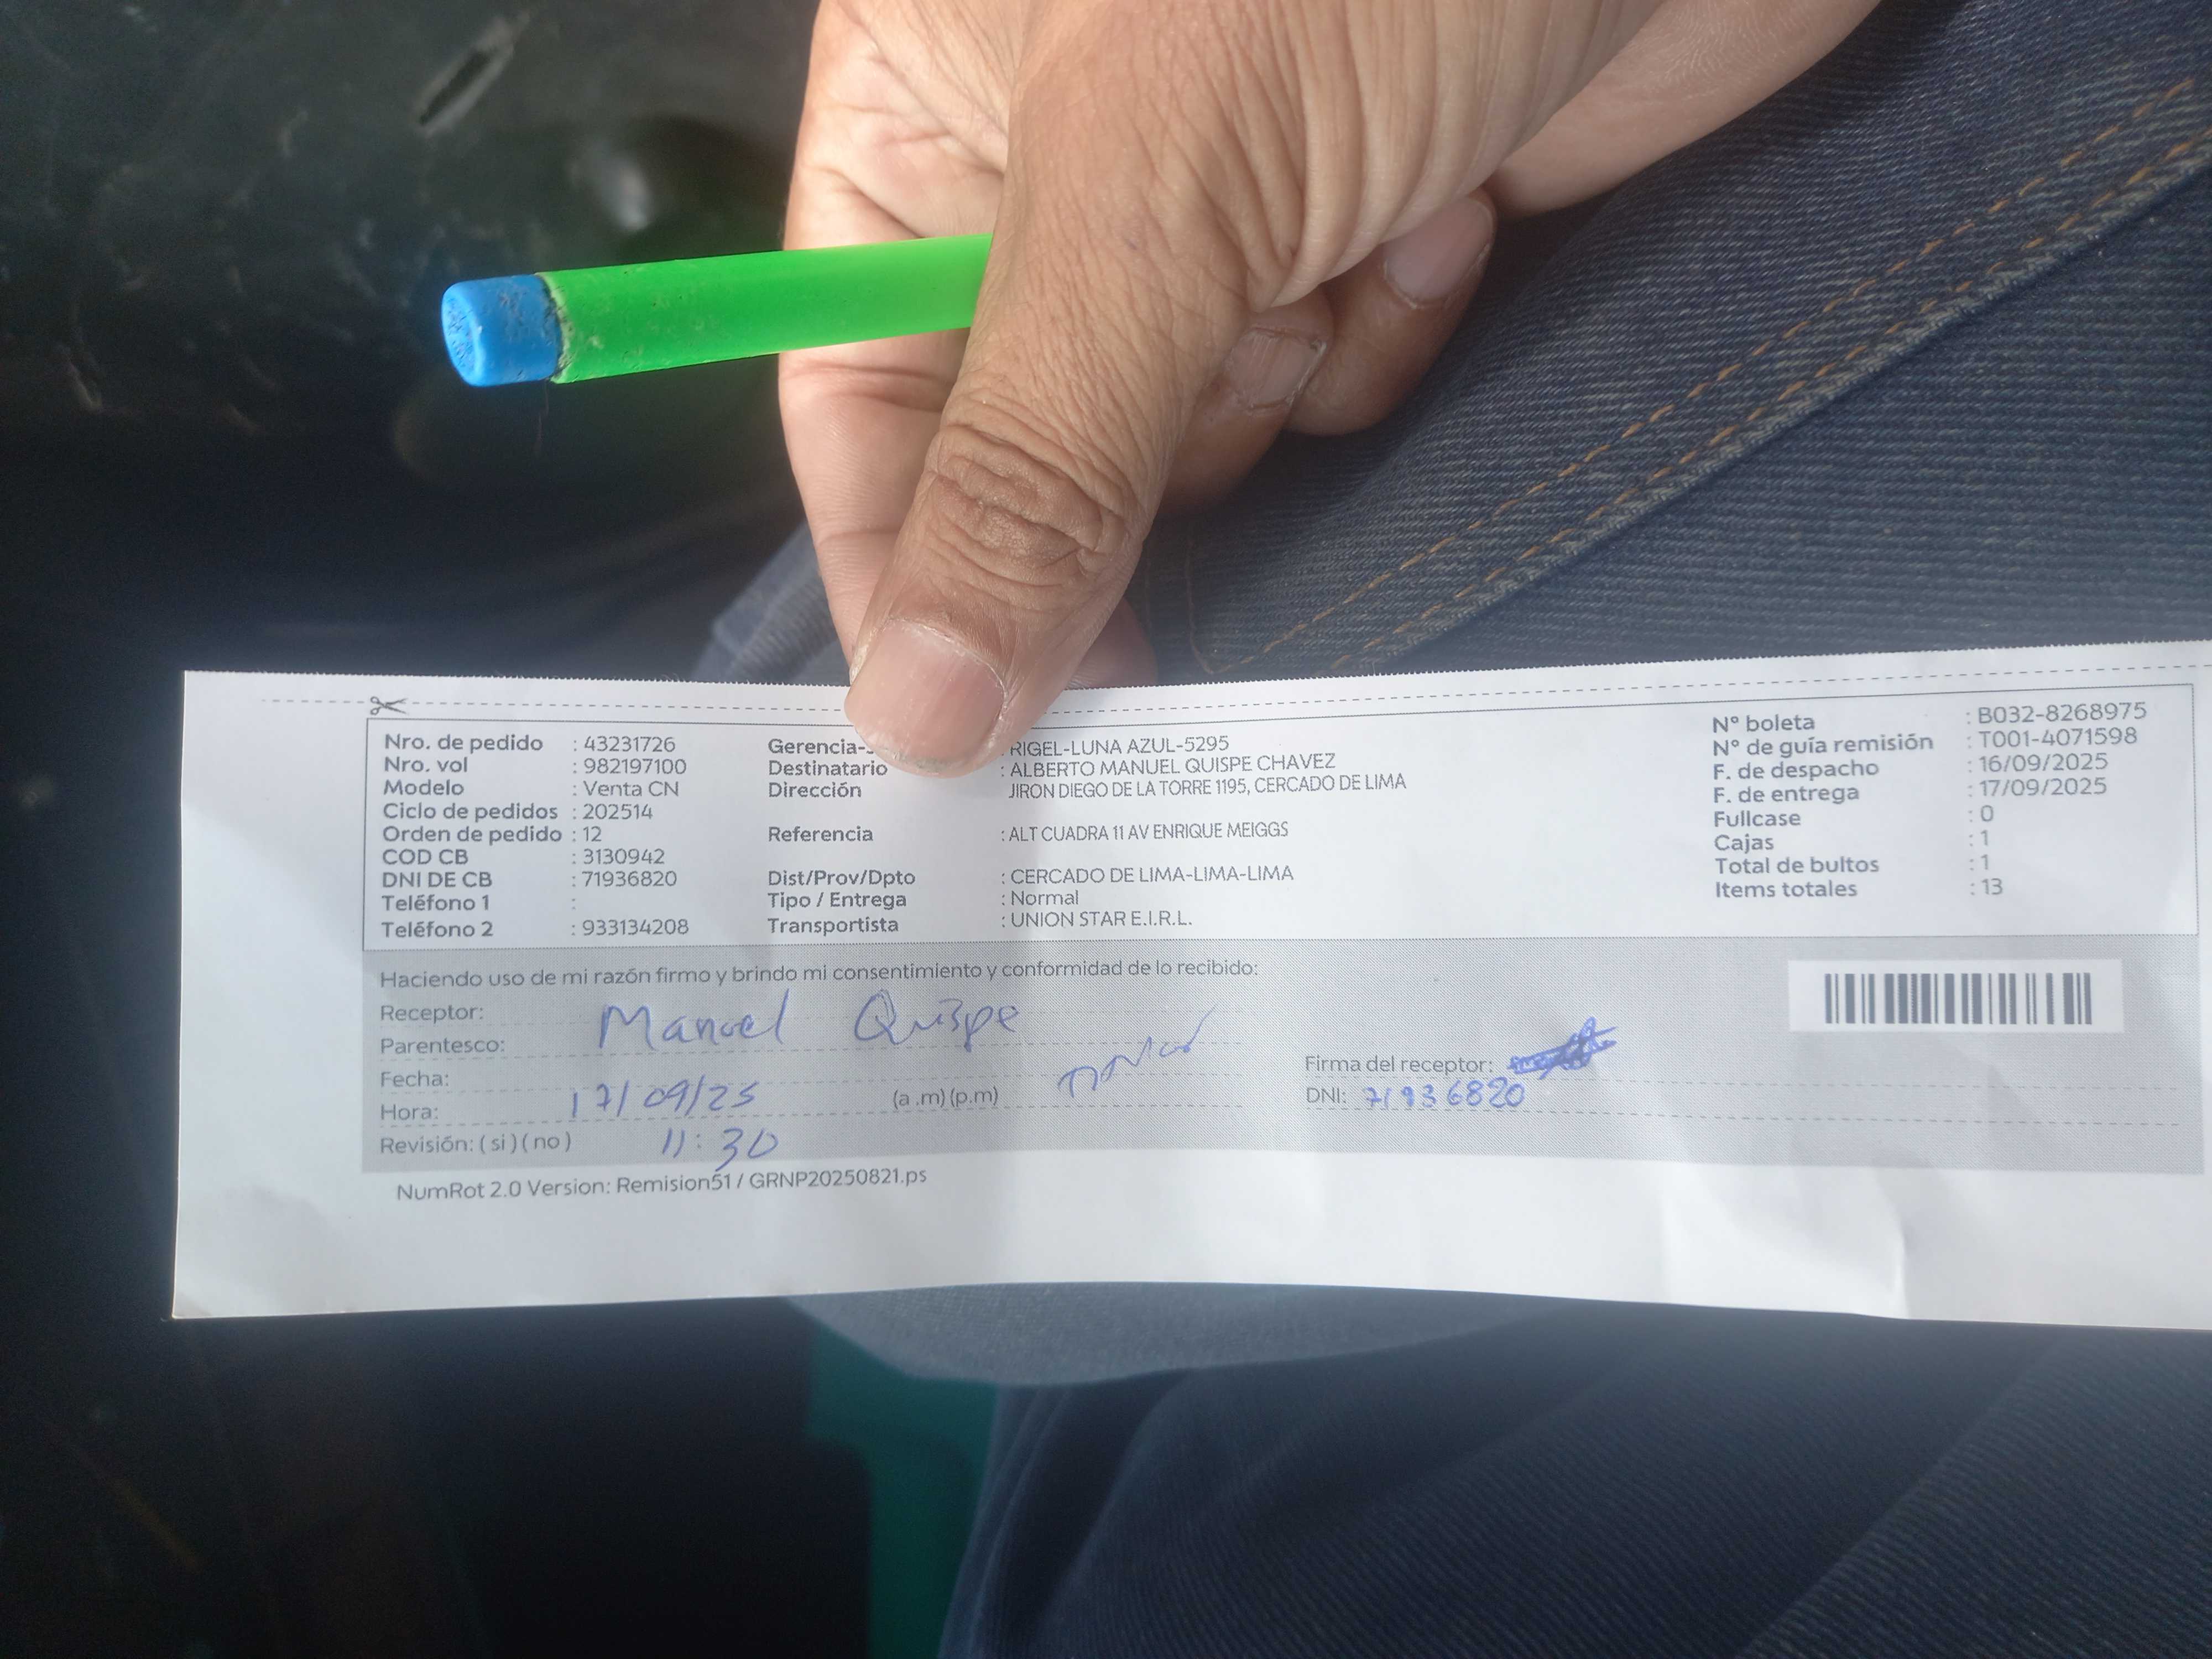 Nro. de pedido : 43231726
Nro. vol : 982197100
Modelo : Venta CN
Ciclo de pedidos : 202514
Orden de pedido : 12
COD CB : 3130942
DNI DE CB : 71936820
Teléfono 1 :
Teléfono 2 : 933134208
Gerencia- : RIGEL-LUNA AZUL-5295
Destinatario : ALBERTO MANUEL QUISPE CHAVEZ
Dirección JIRON DIEGO DE LA TORRE 1195, CERCADO DE LIMA
Referencia : ALT CUADRA 11 AV ENRIQUE MEIGGS
Dist/Prov/Dpto : CERCADO DE LIMA-LIMA-LIMA
Tipo / Entrega : Normal
Transportista : UNION STAR E.I.R.L.
N° boleta : B032-8268975
N° de guía remisión : T001-4071598
F. de despacho : 16/09/2025
F. de entrega : 17/09/2025
Fullcase : 0
Cajas : 1
Total de bultos : 1
Items totales : 13
Haciendo uso de mi razón firmo y brindo mi consentimiento y conformidad de lo recibido:
Receptor: Manuel Quispe
Parentesco:
Fecha: 17/09/25
Hora: (a .m) (p.m)
Revisión: ( si ) ( no ) 11:30
Firma del receptor:
DNI: 71936820
NumRot 2.0 Version: Remision51 / GRNP20250821.ps